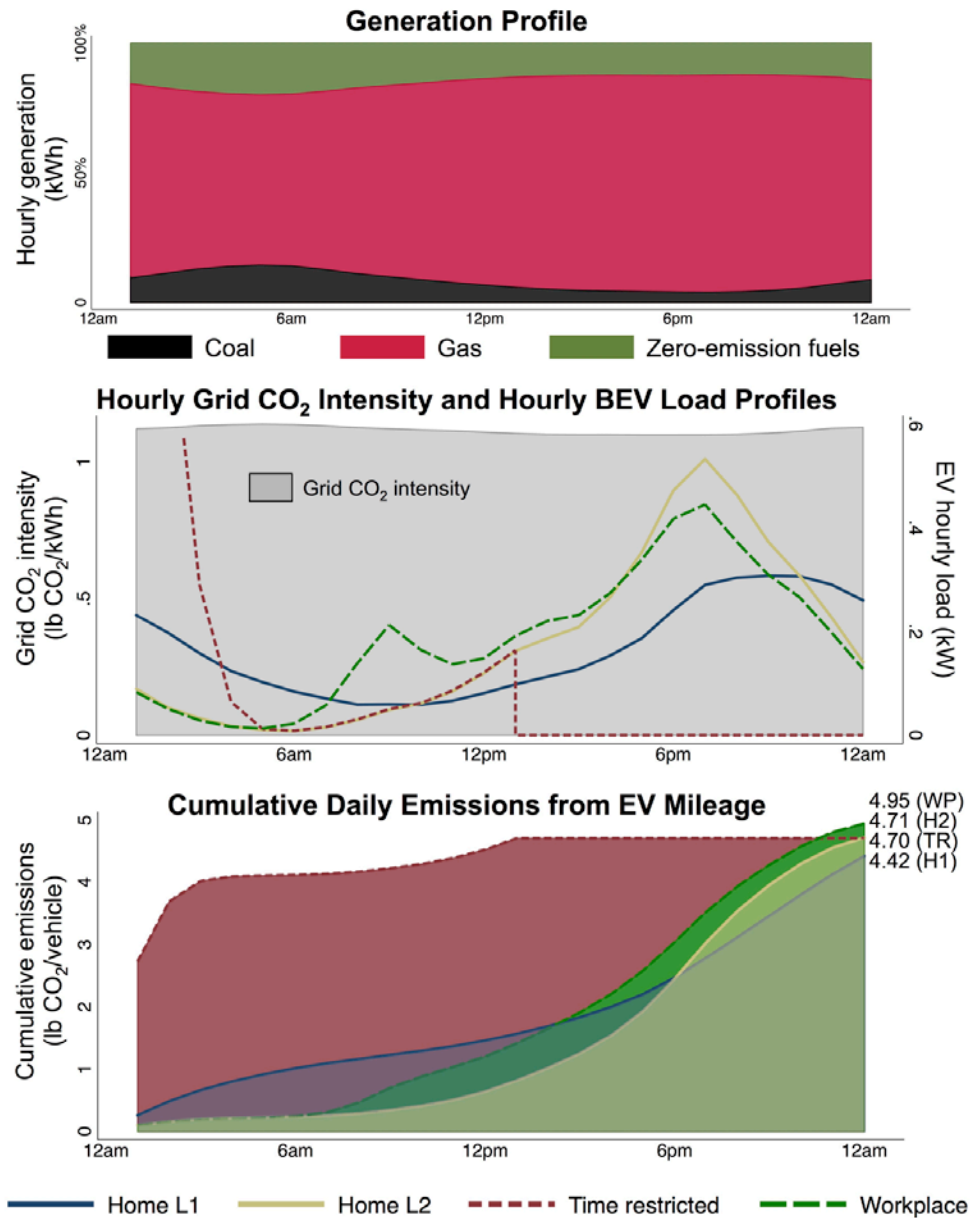 Generation Profile
Hourly generation
(kWh)
100%
50%
0
12am 6am 12pm 6pm 12am
Coal Gas Zero-emission fuels
Hourly Grid CO₂ Intensity and Hourly BEV Load Profiles
Grid CO₂ intensity
(lb CO₂/kWh)
1
.5
0
Grid CO₂ intensity
.6
.4
.2
0
EV hourly load (kW)
12am 6am 12pm 6pm 12am
Cumulative Daily Emissions from EV Mileage
Cumulative emissions
(lb CO₂/vehicle)
5
4
3
2
1
0
4.95 (WP)
4.71 (H2)
4.70 (TR)
4.42 (H1)
12am 6am 12pm 6pm 12am
Home L1 Home L2 Time restricted Workplace